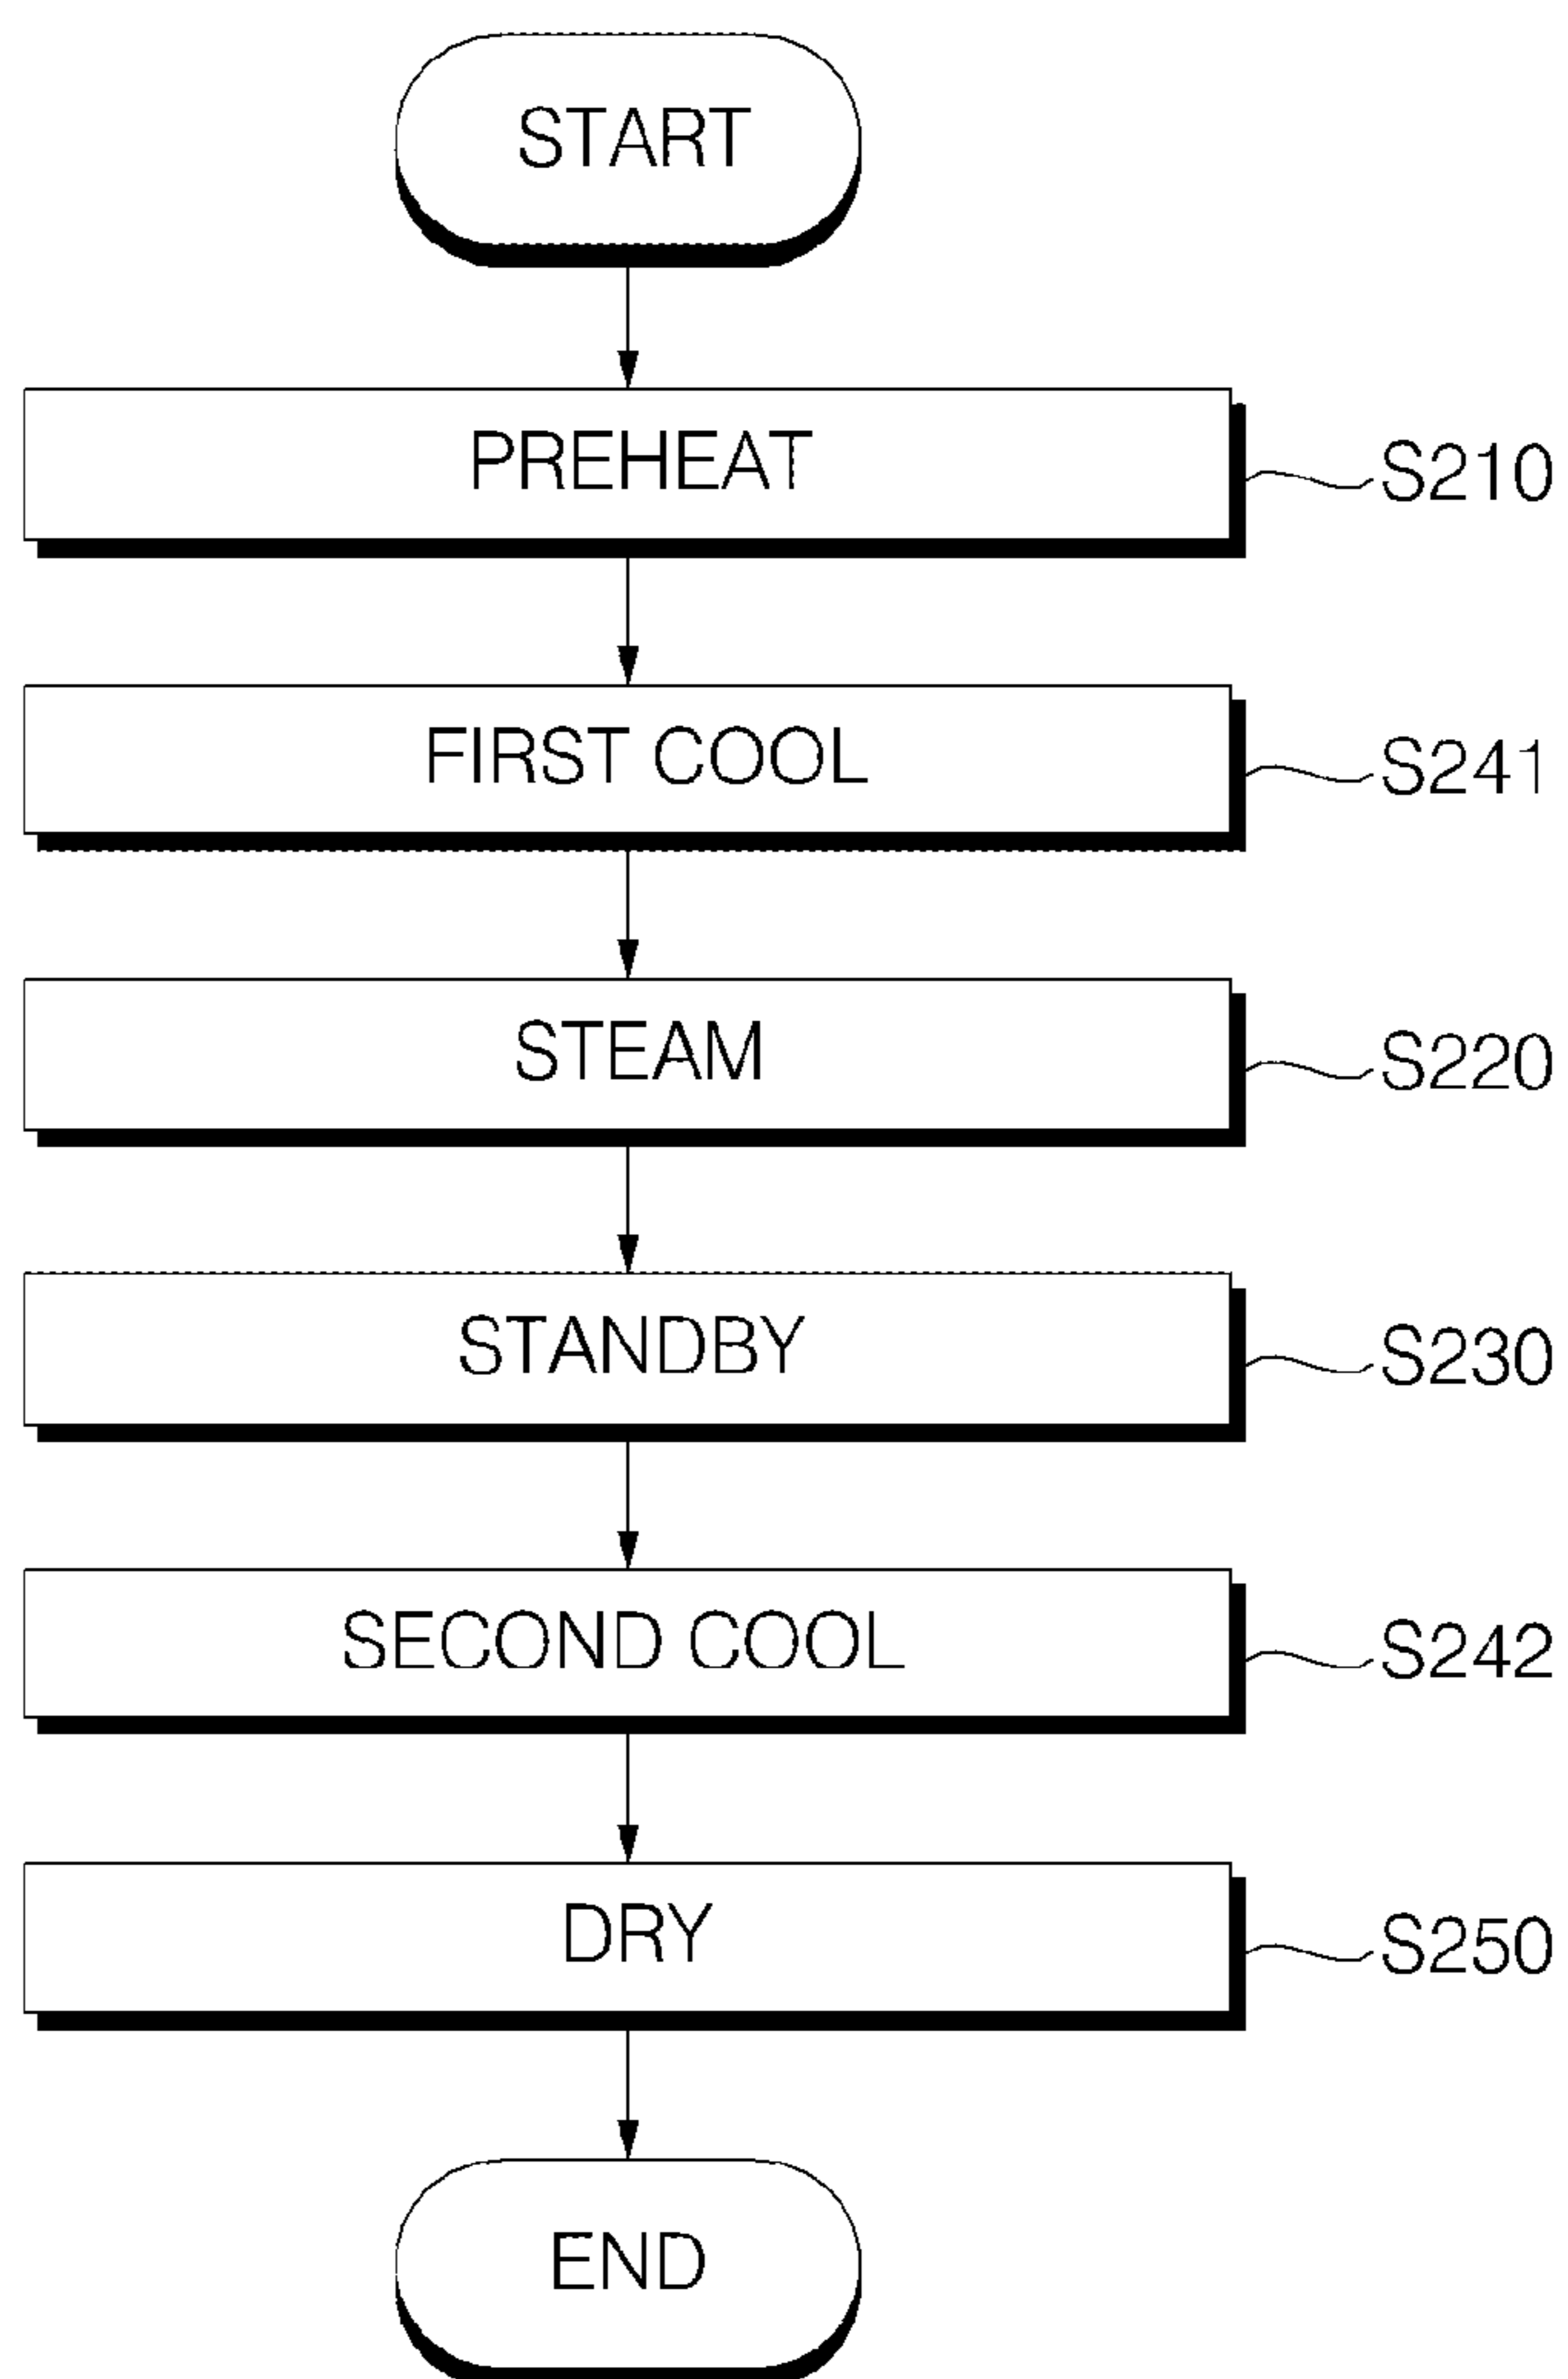 START
PREHEAT S210
FIRST COOL S241
STEAM S220
STANDBY S230
SECOND COOL S242
DRY S250
END